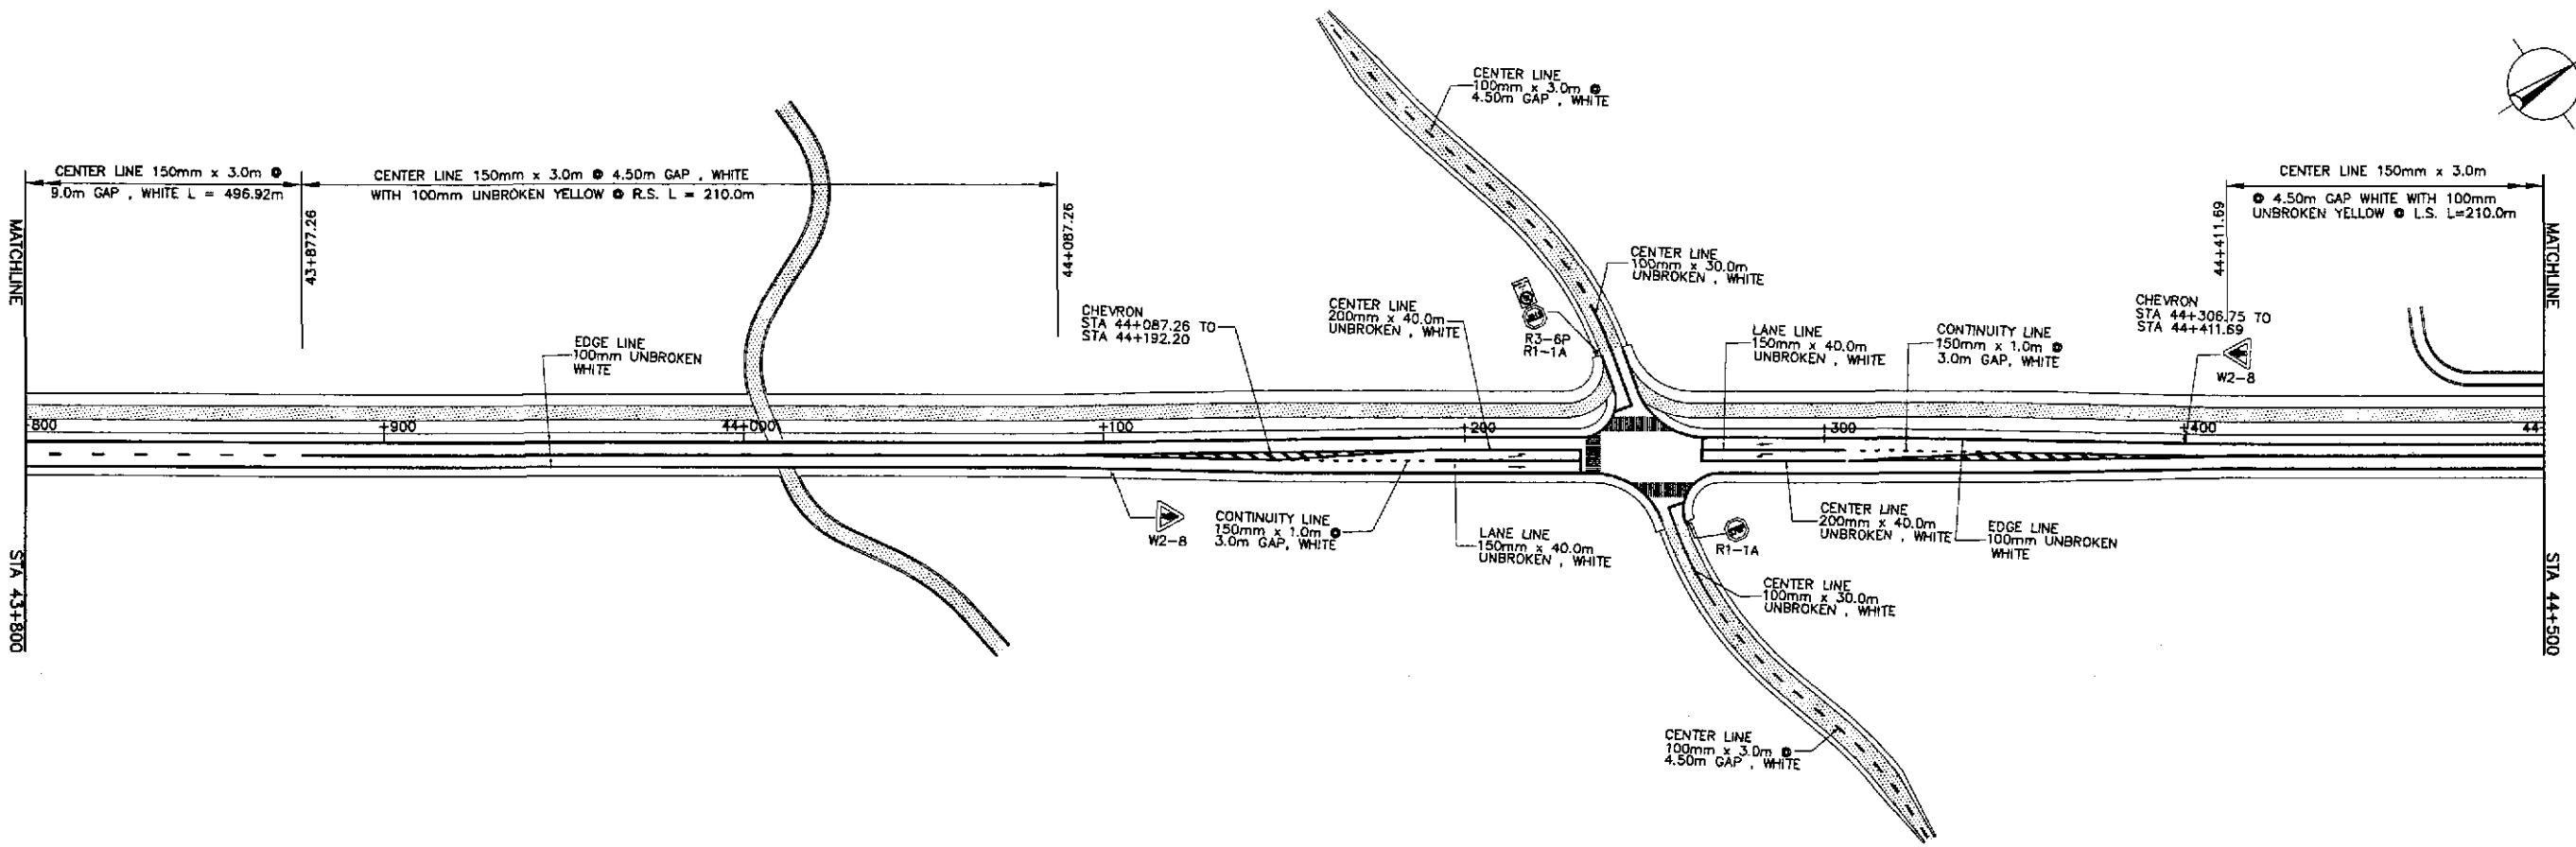 CENTER LINE
100mm x 3.0m @
4.50m GAP , WHITE
CENTER LINE 150mm x 3.0m @
9.0m GAP , WHITE L = 496.92m
CENTER LINE 150mm x 3.0m @ 4.50m GAP , WHITE
WITH 100mm UNBROKEN YELLOW @ R.S. L = 210.0m
CENTER LINE 150mm x 3.0m
@ 4.50m GAP WHITE WITH 100mm
UNBROKEN YELLOW @ L.S. L=210.0m
MATCHLINE
43+877.26
44+087.26
44+411.69
MATCHLINE
CENTER LINE
100mm x 30.0m
UNBROKEN , WHITE
CHEVRON
STA 44+087.26 TO
STA 44+192.20
CENTER LINE
200mm x 40.0m
UNBROKEN , WHITE
R3-6P
R1-1A
LANE LINE
150mm x 40.0m
UNBROKEN , WHITE
CONTINUITY LINE
150mm x 1.0m @
3.0m GAP, WHITE
CHEVRON
STA 44+306.75 TO
STA 44+411.69
W2-8
EDGE LINE
100mm UNBROKEN
WHITE
+800
+900
44+000
+100
+200
+300
+400
44+
W2-8
CONTINUITY LINE
150mm x 1.0m @
3.0m GAP, WHITE
LANE LINE
150mm x 40.0m
UNBROKEN , WHITE
R1-1A
CENTER LINE
200mm x 40.0m
UNBROKEN , WHITE
EDGE LINE
100mm UNBROKEN
WHITE
STA 43+800
STA 44+500
CENTER LINE
100mm x 30.0m
UNBROKEN , WHITE
CENTER LINE
100mm x 3.0m @
4.50m GAP , WHITE